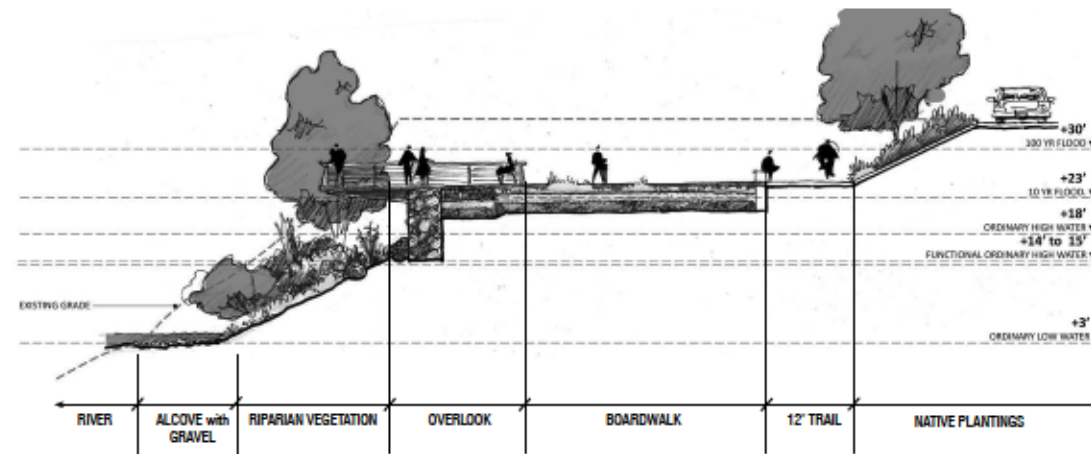 +30'
100 YR FLOOD
+23'
10 YR FLOOD
+18'
ORDINARY HIGH WATER
+14' to 15'
FUNCTIONAL ORDINARY HIGH WATER
EXISTING GRADE
+3'
ORDINARY LOW WATER
RIVER
ALCOVE with
GRAVEL
RIPARIAN VEGETATION
OVERLOOK
BOARDWALK
12' TRAIL
NATIVE PLANTINGS